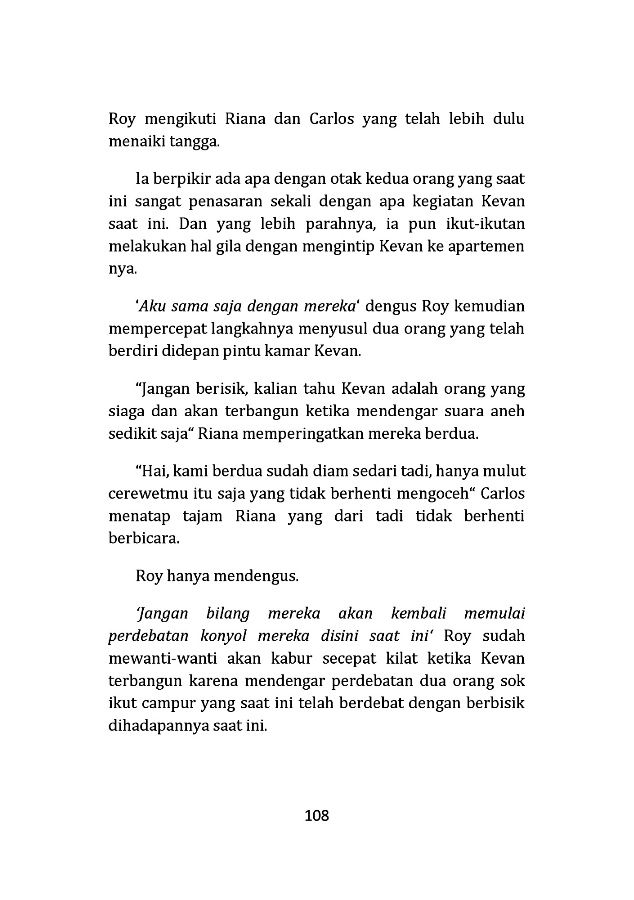 Roy mengikuti Riana dan Carlos yang telah lebih dulu
menaiki tangga.
Ia berpikir ada apa dengan otak kedua orang yang saat
ini sangat penasaran sekali dengan apa kegiatan Kevan
saat ini. Dan yang lebih parahnya, ia pun ikut-ikutan
melakukan hal gila dengan mengintip Kevan ke apartemen
nya.
'Aku sama saja dengan mereka‘ dengus Roy kemudian
mempercepat langkahnya menyusul dua orang yang telah
berdiri didepan pintu kamar Kevan.
“Jangan berisik, kalian tahu Kevan adalah orang yang
siaga dan akan terbangun ketika mendengar suara aneh
sedikit saja“ Riana memperingatkan mereka berdua.
“Hai, kami berdua sudah diam sedari tadi, hanya mulut
cerewetmu itu saja yang tidak berhenti mengoceh“ Carlos
menatap tajam Riana yang dari tadi tidak berhenti
berbicara.
Roy hanya mendengus.
‘Jangan bilang mereka akan kembali memulai
perdebatan konyol mereka disini saat ini‘ Roy sudah
mewanti-wanti akan kabur secepat kilat ketika Kevan
terbangun karena mendengar perdebatan dua orang sok
ikut campur yang saat ini telah berdebat dengan berbisik
dihadapannya saat ini.
108